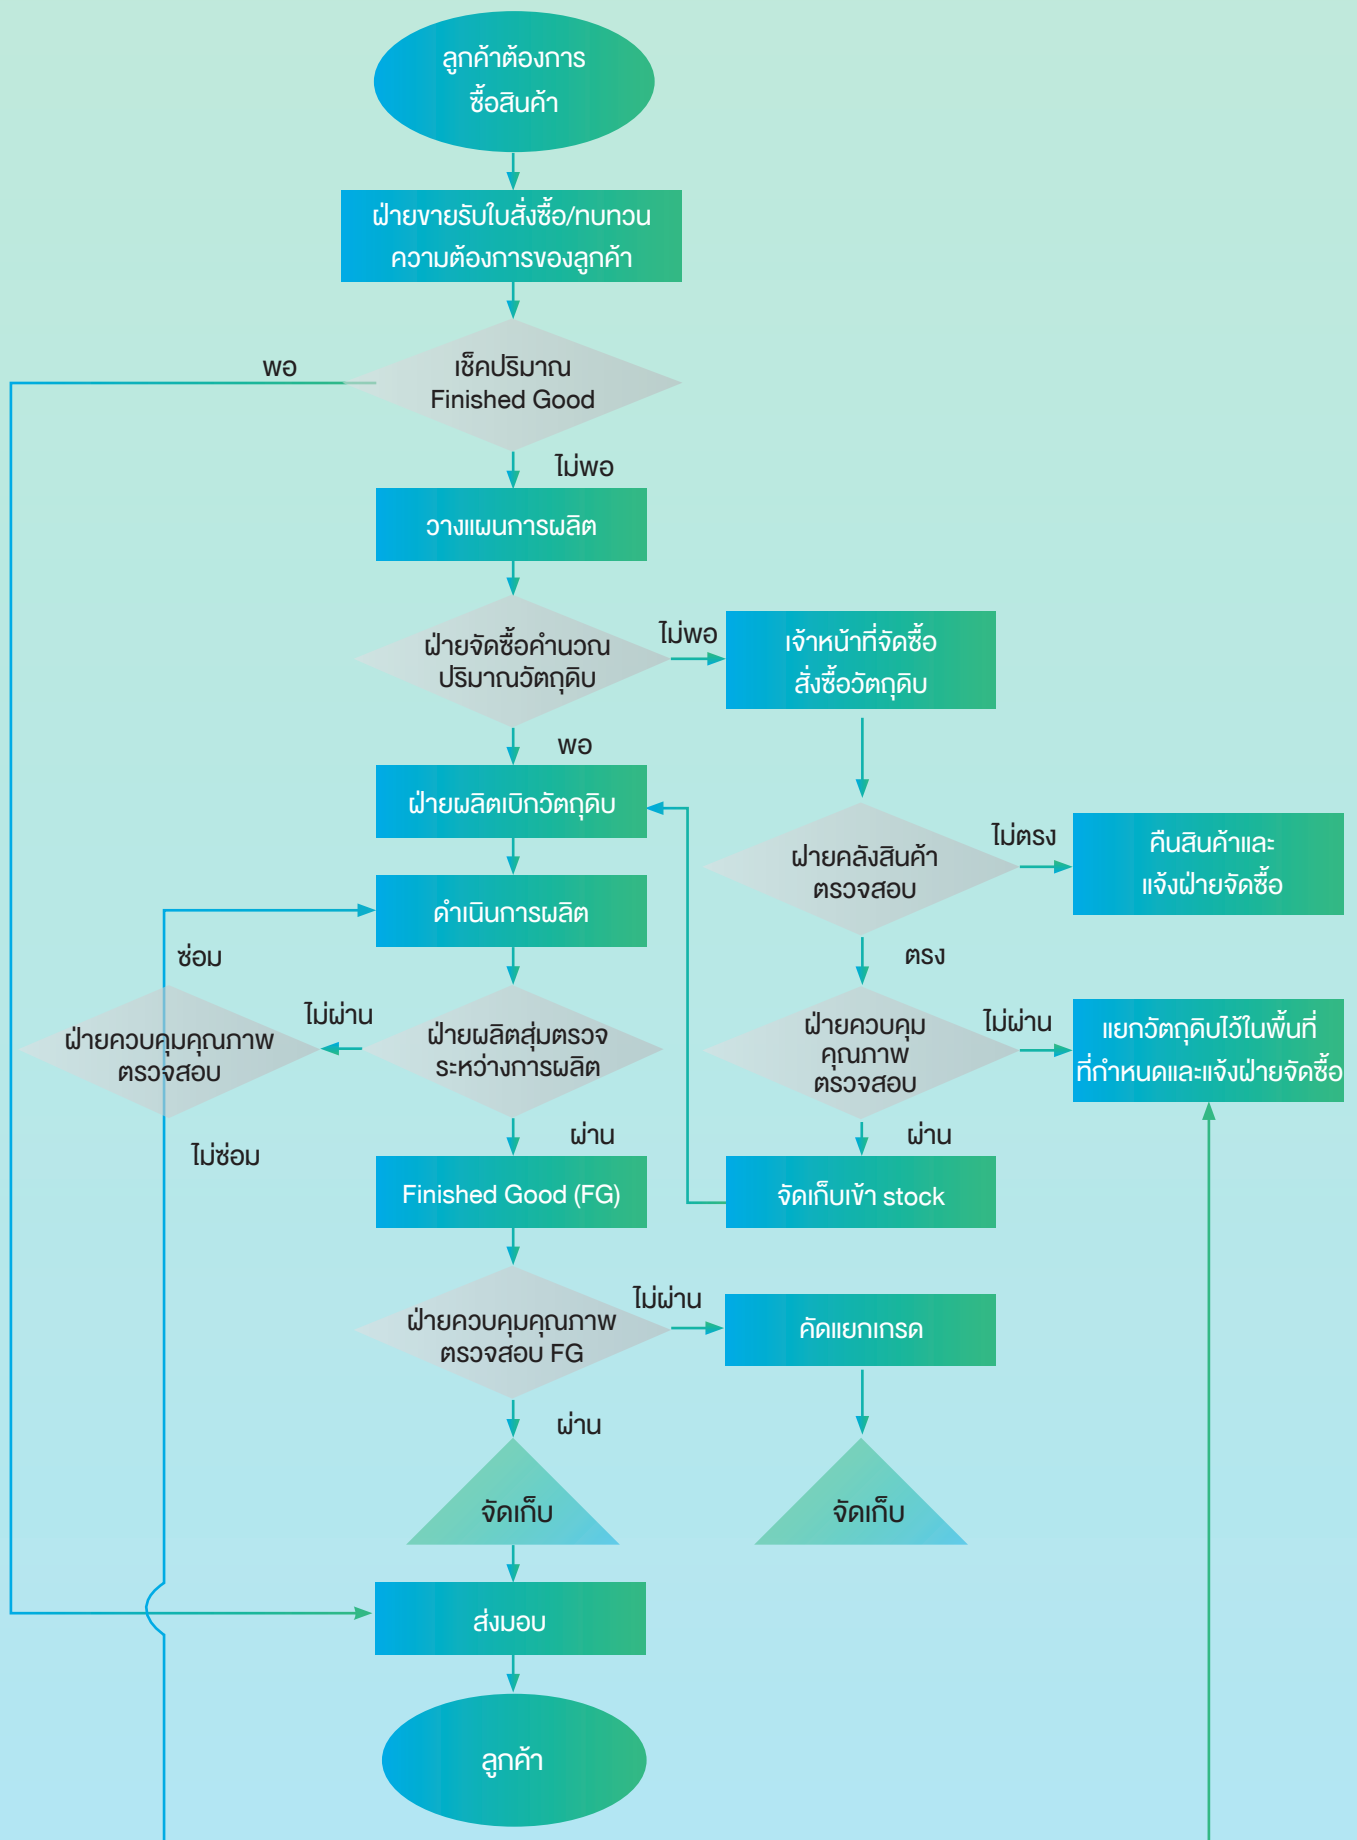 ลูกค้าต้องการ
ซื้อสินค้า
ฝ่ายขายรับใบสั่งซื้อ/ทบทวน
ความต้องการของลูกค้า
พอ
เช็คปริมาณ
Finished Good
ไม่พอ
วางแผนการผลิต
ฝ่ายจัดซื้อคำนวณ
ปริมาณวัตถุดิบ
ไม่พอ
เจ้าหน้าที่จัดซื้อ
สั่งซื้อวัตถุดิบ
พอ
ฝ่ายผลิตเบิกวัตถุดิบ
ฝายคลังสินค้า
ตรวจสอบ
ไม่ตรง
คืนสินค้าและ
แจ้งฝ่ายจัดซื้อ
ดำเนินการผลิต
ซ่อม
ตรง
ฝ่ายควบคุมคุณภาพ
ตรวจสอบ
ไม่ผ่าน
ฝ่ายผลิตสุ่มตรวจ
ระหว่างการผลิต
ฝ่ายควบคุม
คุณภาพ
ตรวจสอบ
ไม่ผ่าน
แยกวัตถุดิบไว้ในพื้นที่
ที่กำหนดและแจ้งฝ่ายจัดซื้อ
ไม่ซ่อม
ผ่าน
ผ่าน
Finished Good (FG)
จัดเก็บเข้า stock
ฝ่ายควบคุมคุณภาพ
ตรวจสอบ FG
ไม่ผ่าน
คัดแยกเกรด
ผ่าน
จัดเก็บ
จัดเก็บ
ส่งมอบ
ลูกค้า